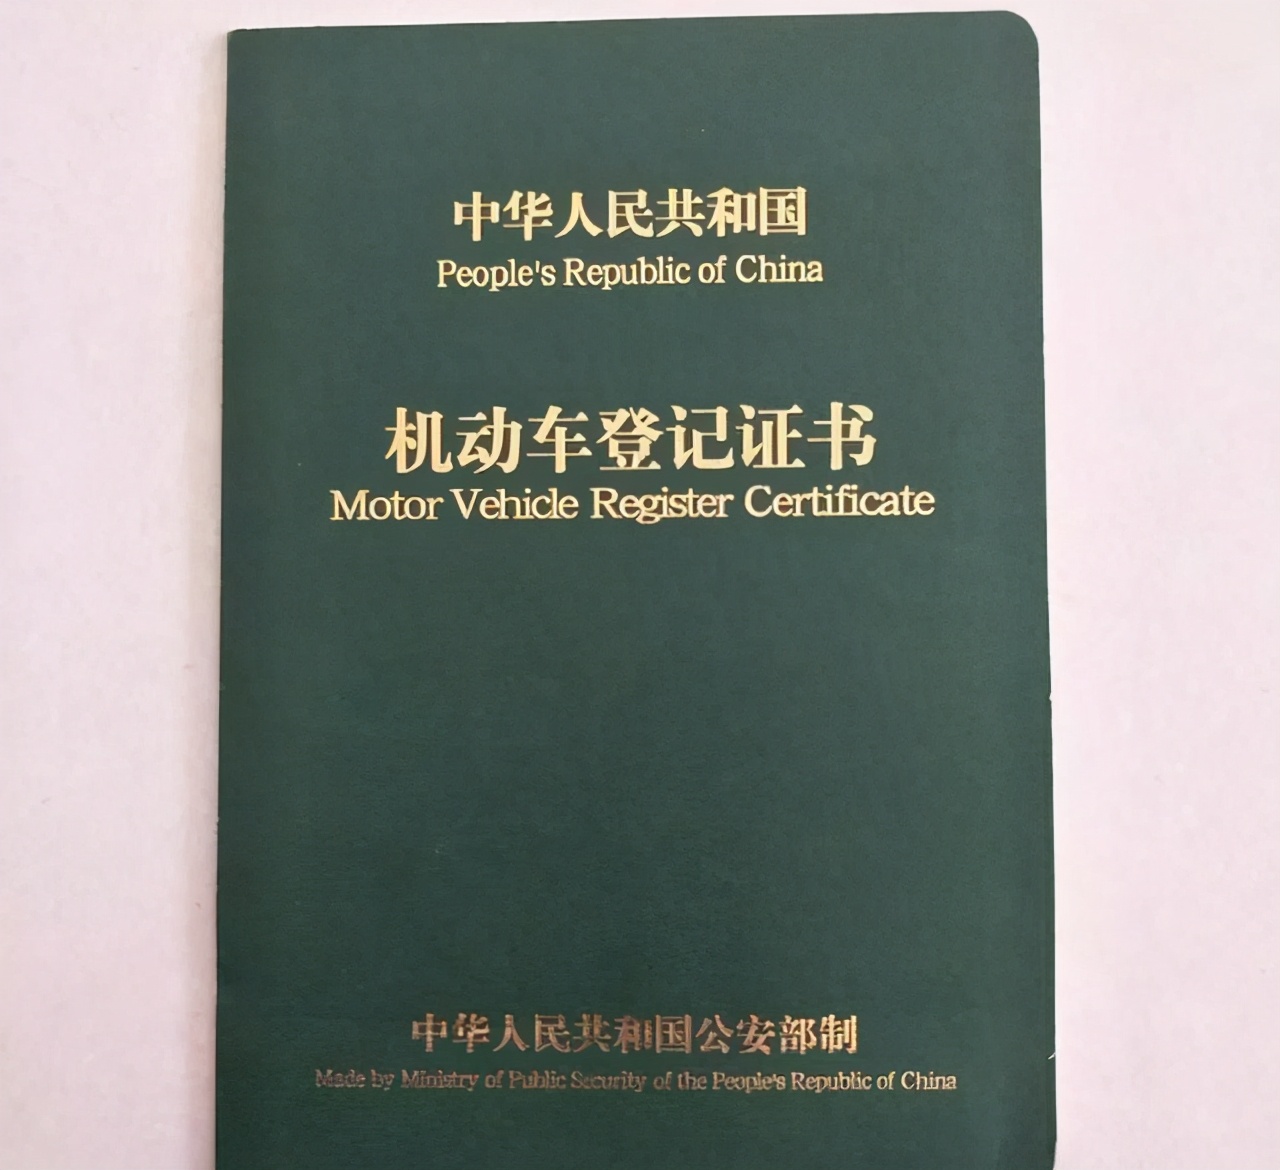 中华人民共和国
People's Republic of China
机动车登记证书
Motor Vehicle Register Certificate
中华人民共和国公安部制
Made by Ministry of Public Security of the People's Republic of China